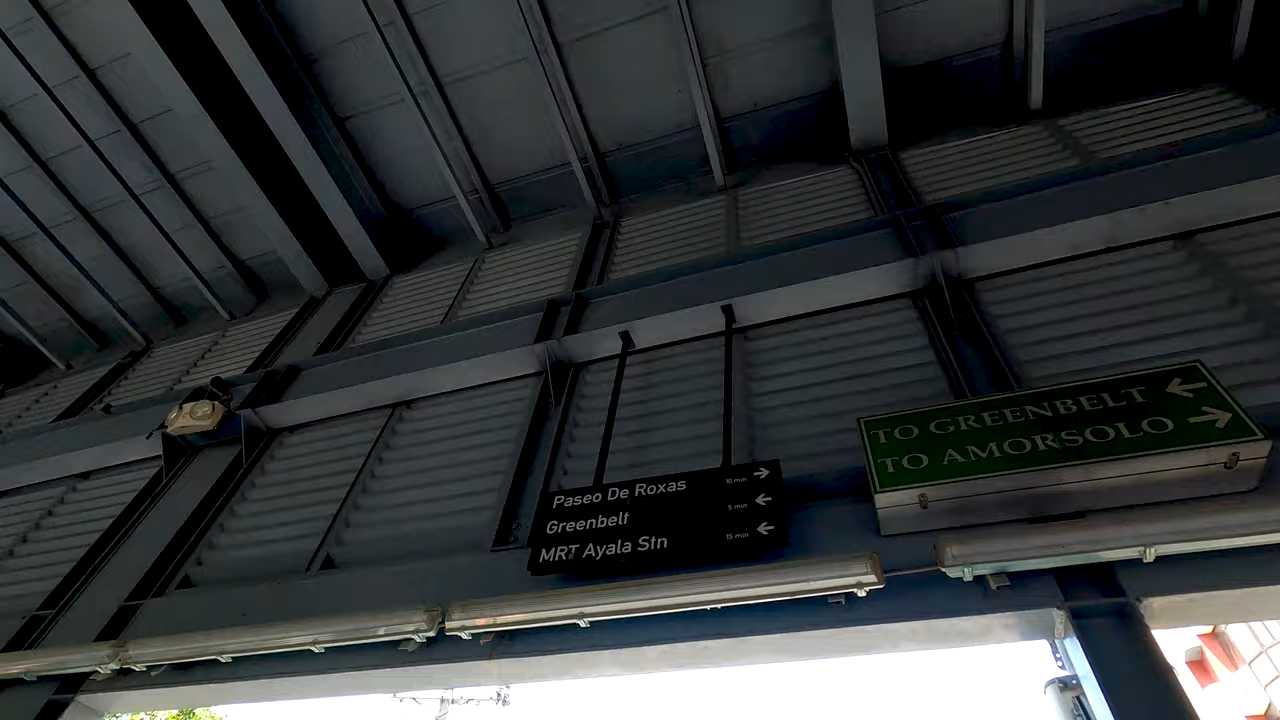 Paseo De Roxas 10 min →
Greenbelt 5 min ←
MRT Ayala Stn 15 min ←
TO GREENBELT ←
TO AMORSOLO →